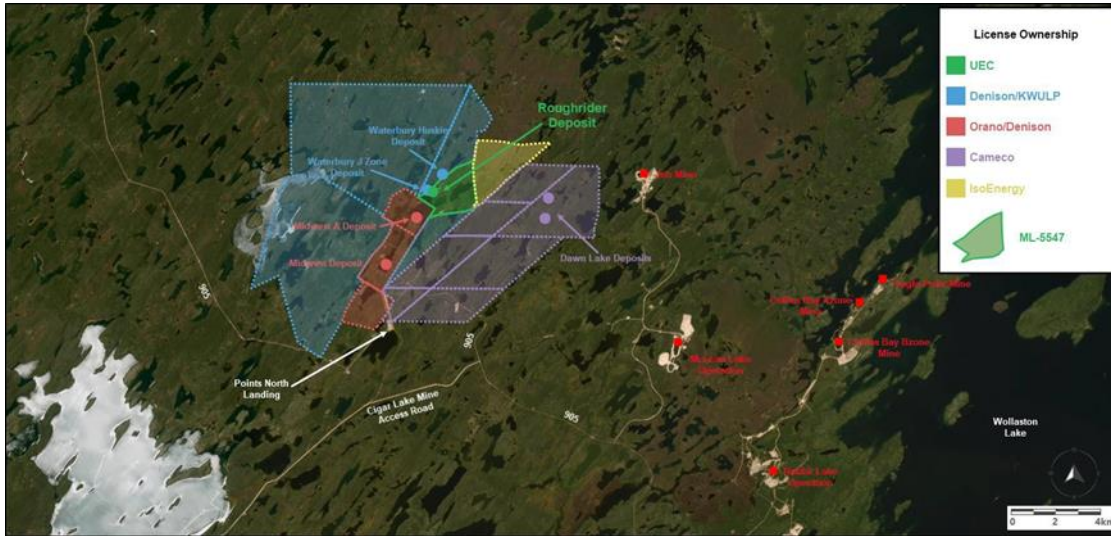 License Ownership
UEC
Denison/KWULP
Orano/Denison
Cameco
IsoEnergy
ML-5547
Roughrider
Deposit
Waterbury Huskie
Deposit
Waterbury J Zone
Deposit
Midwest A Deposit
Midwest Deposit
Dawn Lake Deposits
Mine
Eagle Point Mine
Collins Bay
Mine
Collins Bay Bzone
Mine
McClean Lake
Operation
Rabbit Lake
Operation
Points North
Landing
Cigar Lake Mine
Access Road
905
905
905
Wollaston
Lake
0 2 4km